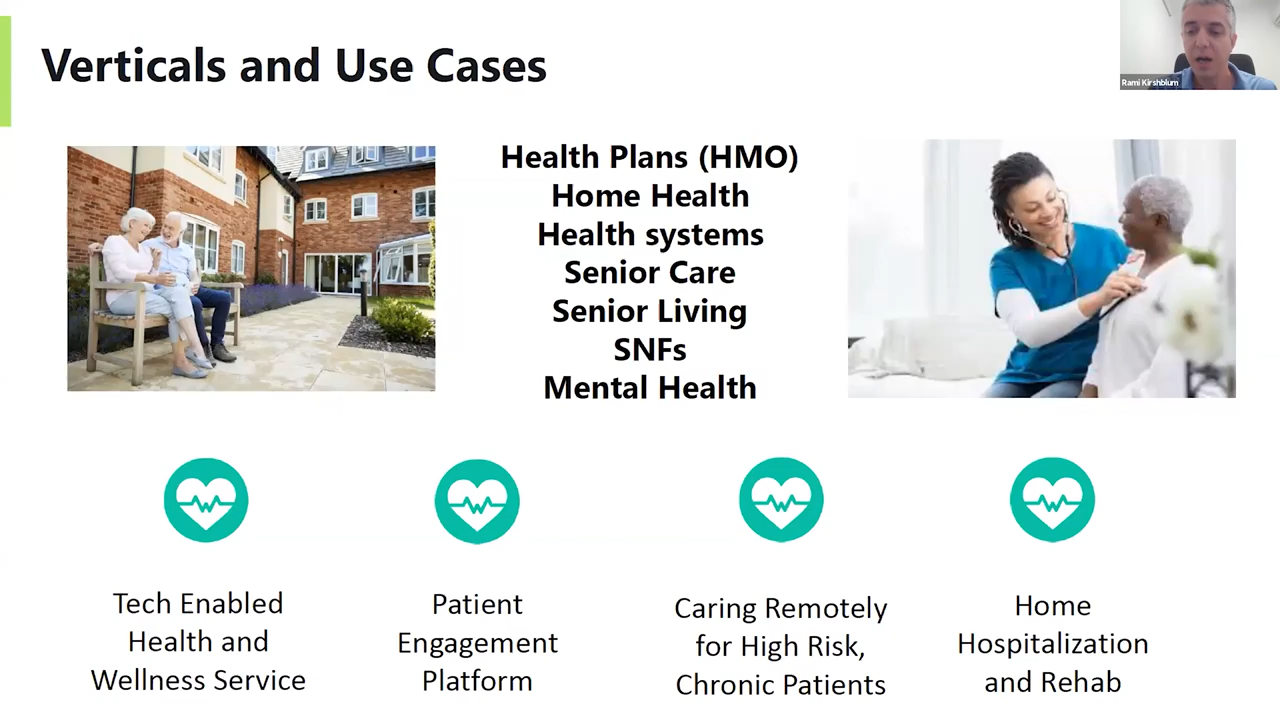 Verticals and Use Cases
Rami Kirshblum
Health Plans (HMO)
Home Health
Health systems
Senior Care
Senior Living
SNFs
Mental Health
Tech Enabled
Health and
Wellness Service
Patient
Engagement
Platform
Caring Remotely
for High Risk,
Chronic Patients
Home
Hospitalization
and Rehab